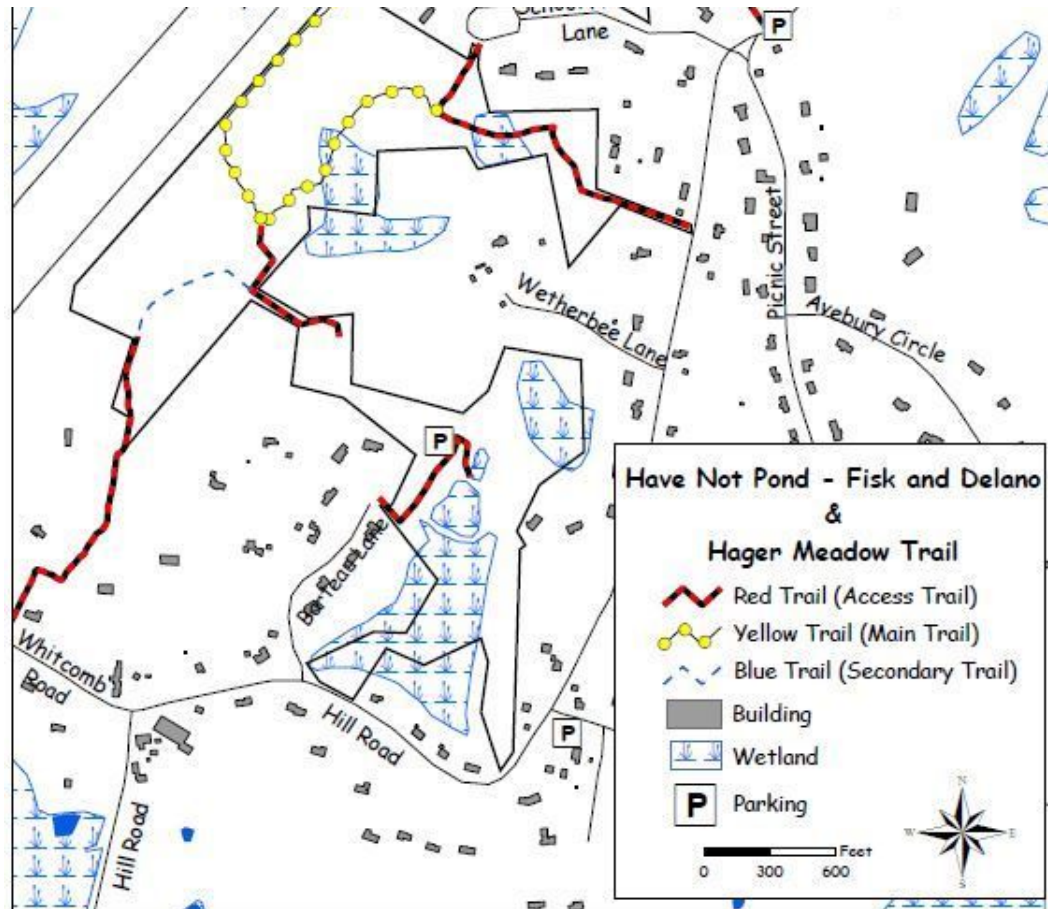 Lane
P
Picnic Street
Wetherbee Lane
Avebury Circle
P
Lane
Whitcomb
Road
Hill Road
P
Hill Road
Have Not Pond - Fisk and Delano
&
Hager Meadow Trail
Red Trail (Access Trail)
Yellow Trail (Main Trail)
Blue Trail (Secondary Trail)
Building
Wetland
P Parking
Feet
0 300 600
N
W E
S